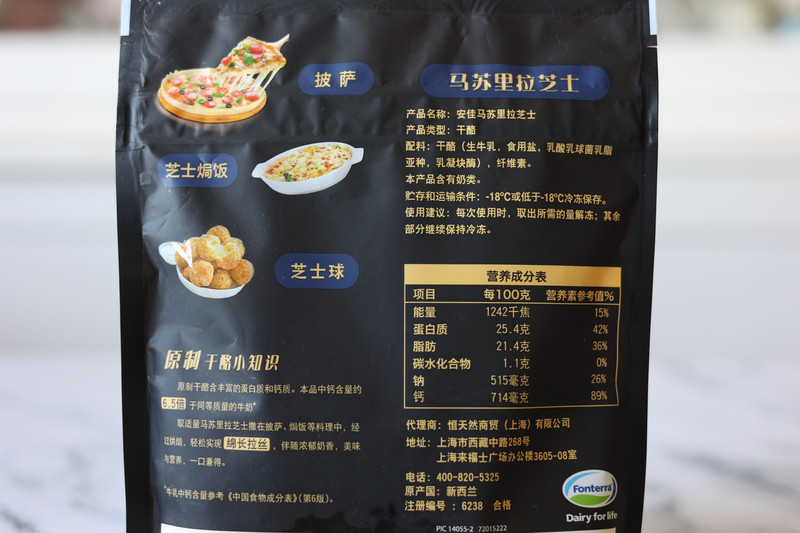 披萨
芝士焗饭
芝士球
原制干酪小知识
原制干酪含丰富的蛋白质和钙质。本品中钙含量约
6.5倍 于同等质量的牛奶*
取适量马苏里拉芝士撒在披萨、焗饭等料理中，经
过烘焙，轻松实现 绵长拉丝，伴随浓郁奶香，美味
与营养，一口兼得。
*牛乳中钙含量参考《中国食物成分表》（第6版）。
马苏里拉芝士
产品名称：安佳马苏里拉芝士
产品类型：干酪
配料：干酪（生牛乳，食用盐，乳酸乳球菌乳脂
亚种，乳凝块酶），纤维素。
本产品含有奶类。
贮存和运输条件：-18°C或低于-18°C冷冻保存。
使用建议：每次使用时，取出所需的量解冻；其余
部分继续保持冷冻。
营养成分表
项目 每100克 营养素参考值%
能量 1242千焦 15%
蛋白质 25.4克 42%
脂肪 21.4克 36%
碳水化合物 1.1克 0%
钠 515毫克 26%
钙 714毫克 89%
代理商：恒天然商贸（上海）有限公司
地址：上海市西藏中路268号
上海来福士广场办公楼3605-08室
电话：400-820-5325
原产国：新西兰
注册编号：6238 合格
Fonterra
Dairy for life
PIC 14055-2 72015222